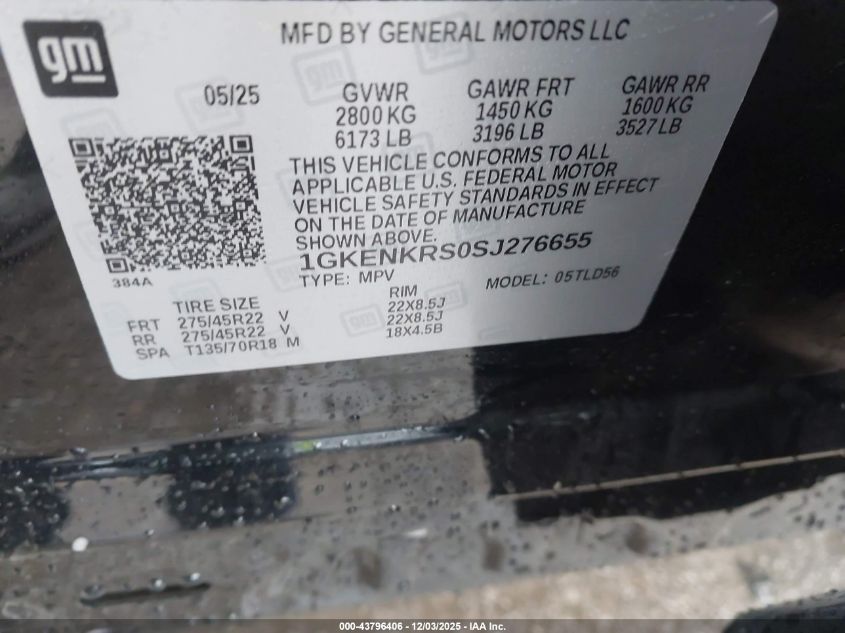 gm
MFD BY GENERAL MOTORS LLC
05/25
GVWR
2800 KG
6173 LB
GAWR FRT
1450 KG
3196 LB
GAWR RR
1600 KG
3527 LB
THIS VEHICLE CONFORMS TO ALL
APPLICABLE U.S. FEDERAL MOTOR
VEHICLE SAFETY STANDARDS IN EFFECT
ON THE DATE OF MANUFACTURE
SHOWN ABOVE.
1GKENKRS0SJ276655
TYPE: MPV
MODEL: 05TLD56
384A
TIRE SIZE
RIM
FRT 275/45R22 V 22X8.5J
RR 275/45R22 V 22X8.5J
SPA T135/70R18 M 18X4.5B
000-43796406 - 12/03/2025 - IAA Inc.